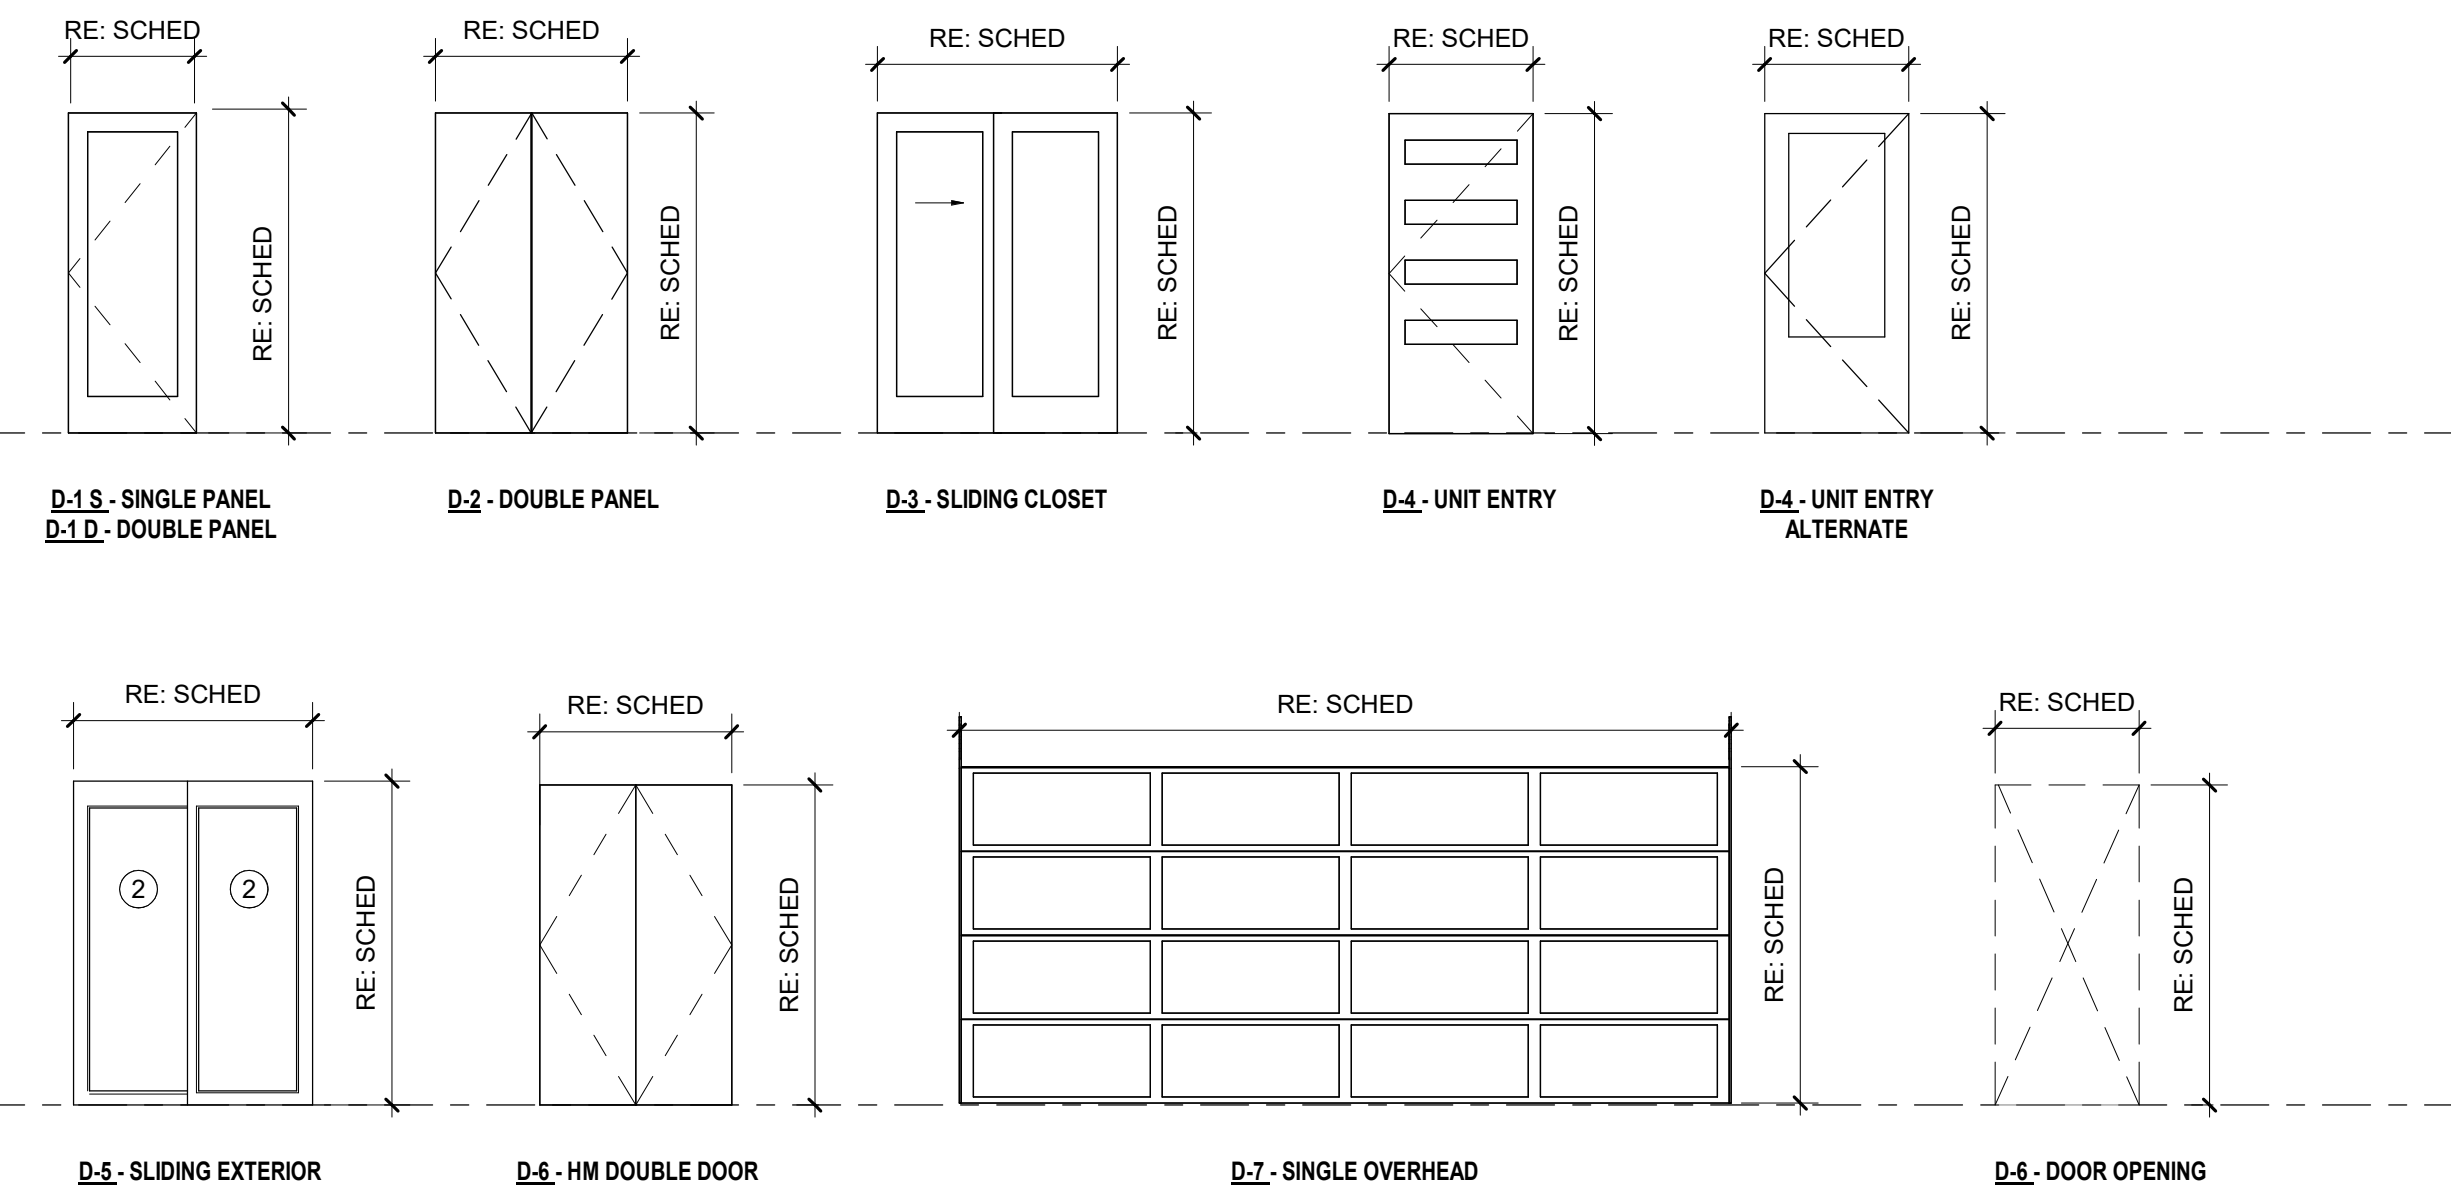 RE: SCHED
RE: SCHED
RE: SCHED
RE: SCHED
RE: SCHED
RE: SCHED
RE: SCHED
RE: SCHED
RE: SCHED
RE: SCHED
D-1 S - SINGLE PANEL
D-1 D - DOUBLE PANEL
D-2 - DOUBLE PANEL
D-3 - SLIDING CLOSET
D-4 - UNIT ENTRY
D-4 - UNIT ENTRY
ALTERNATE
RE: SCHED
RE: SCHED
RE: SCHED
RE: SCHED
2
2
RE: SCHED
RE: SCHED
RE: SCHED
RE: SCHED
D-5 - SLIDING EXTERIOR
D-6 - HM DOUBLE DOOR
D-7 - SINGLE OVERHEAD
D-6 - DOOR OPENING